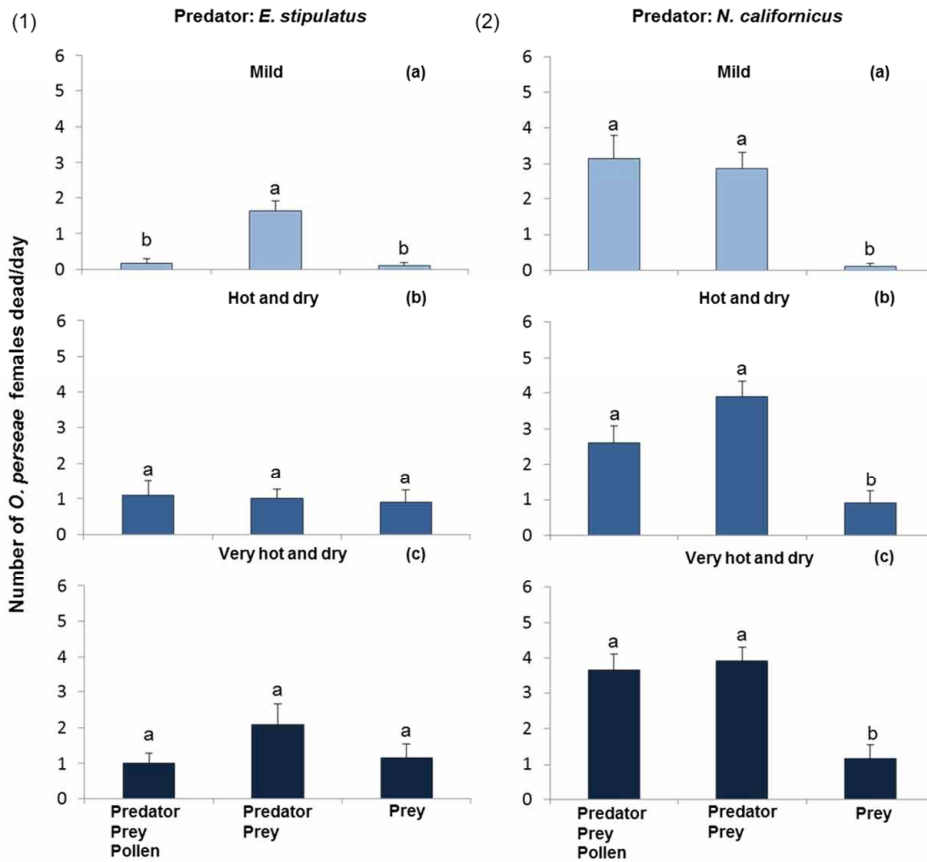 (1)
Predator: E. stipulatus
(2)
Predator: N. californicus
Number of O. perseae females dead/day
Mild
(a)
6
5
4
3
2
1
0
b
a
b
Mild
(a)
6
5
4
3
2
1
0
a
a
b
Hot and dry
(b)
6
5
4
3
2
1
0
a
a
a
Hot and dry
(b)
6
5
4
3
2
1
0
a
a
b
Very hot and dry
(c)
6
5
4
3
2
1
0
a
a
a
Predator
Prey
Pollen
Predator
Prey
Prey
Very hot and dry
(c)
6
5
4
3
2
1
0
a
a
b
Predator
Prey
Pollen
Predator
Prey
Prey